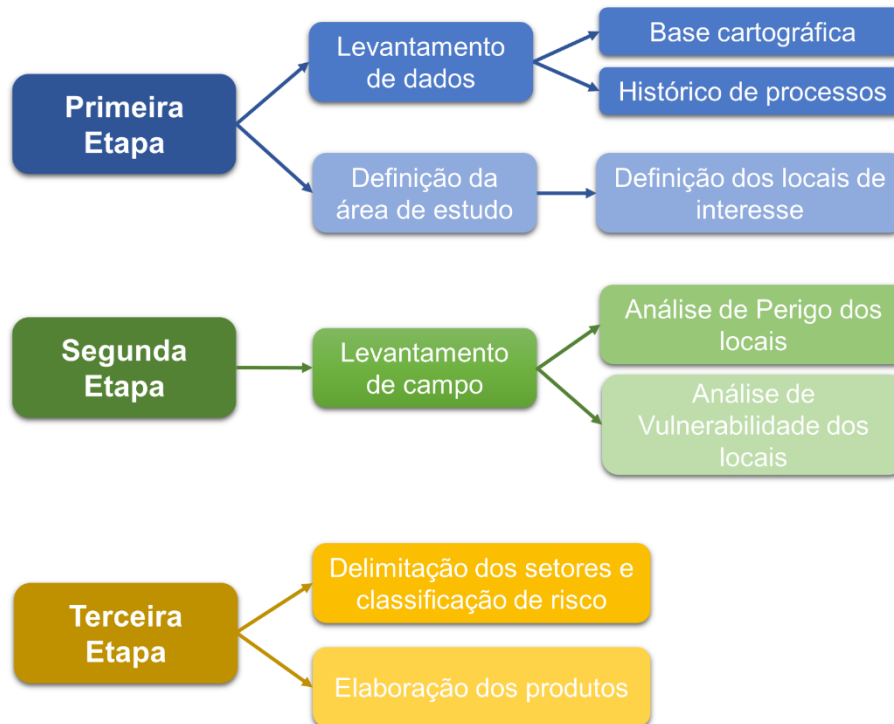 Primeira
Etapa
Levantamento
de dados
Base cartográfica
Histórico de processos
Definição da
área de estudo
Definição dos locais de
interesse
Segunda
Etapa
Levantamento
de campo
Análise de Perigo dos
locais
Análise de
Vulnerabilidade dos
locais
Terceira
Etapa
Delimitação dos setores e
classificação de risco
Elaboração dos produtos